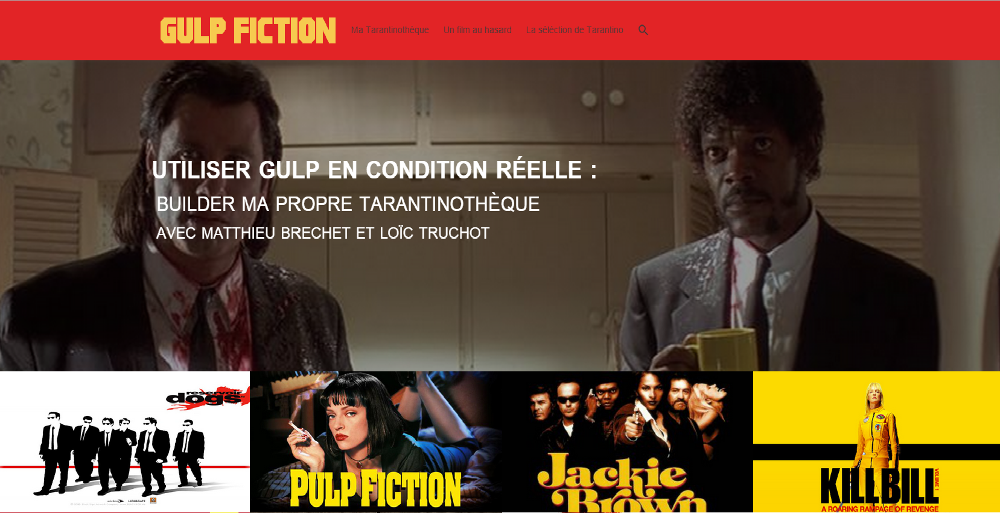 GULP FICTION
Ma Tarantinothèque
Un film au hasard
La séléction de Tarantino
UTILISER GULP EN CONDITION RÉELLE :
BUILDER MA PROPRE TARANTINOTHÈQUE
AVEC MATTHIEU BRECHET ET LOÏC TRUCHOT
reservoir
dogs
LIONSGATE
PULP FICTION
Jackie
Brown
KILL BILL
VOLUME 1
A ROARING RAMPAGE OF REVENGE